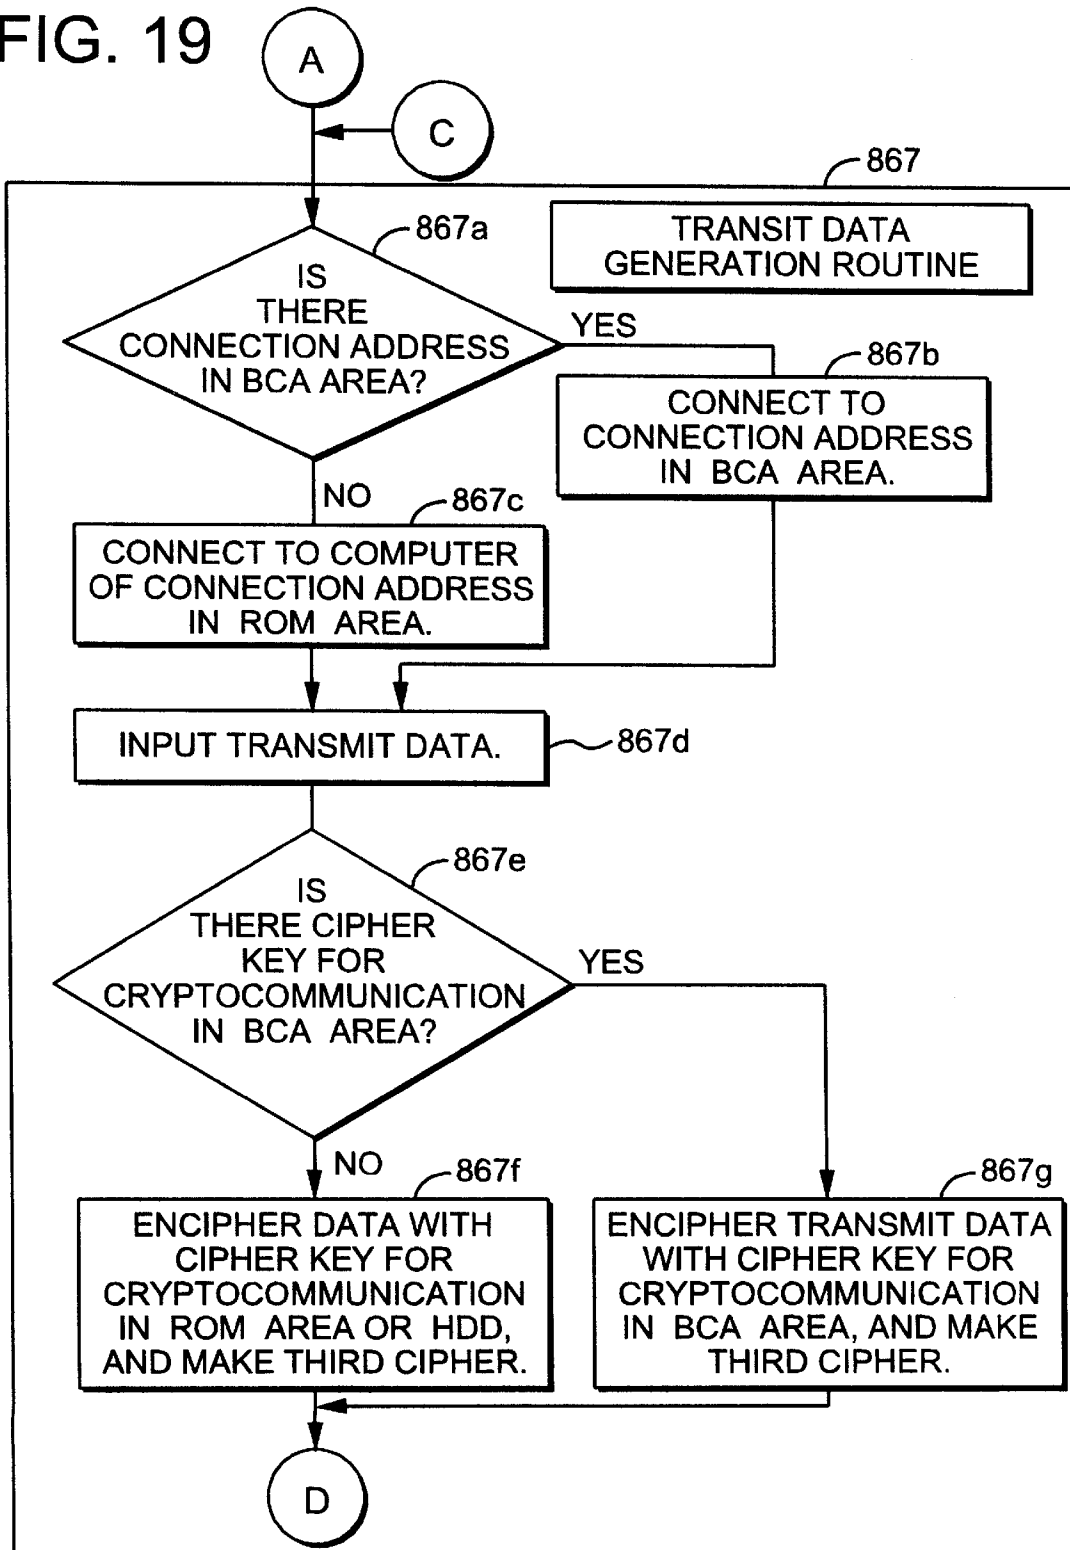 FIG. 19
A
C
867
TRANSIT DATA
GENERATION ROUTINE
867a
IS
THERE
CONNECTION ADDRESS
IN BCA AREA?
YES
867b
CONNECT TO
CONNECTION ADDRESS
IN BCA AREA.
NO
867c
CONNECT TO COMPUTER
OF CONNECTION ADDRESS
IN ROM AREA.
INPUT TRANSMIT DATA.
867d
867e
IS
THERE CIPHER
KEY FOR
CRYPTOCOMMUNICATION
IN BCA AREA?
YES
NO
867f
ENCIPHER DATA WITH
CIPHER KEY FOR
CRYPTOCOMMUNICATION
IN ROM AREA OR HDD,
AND MAKE THIRD CIPHER.
867g
ENCIPHER TRANSMIT DATA
WITH CIPHER KEY FOR
CRYPTOCOMMUNICATION
IN BCA AREA, AND MAKE
THIRD CIPHER.
D